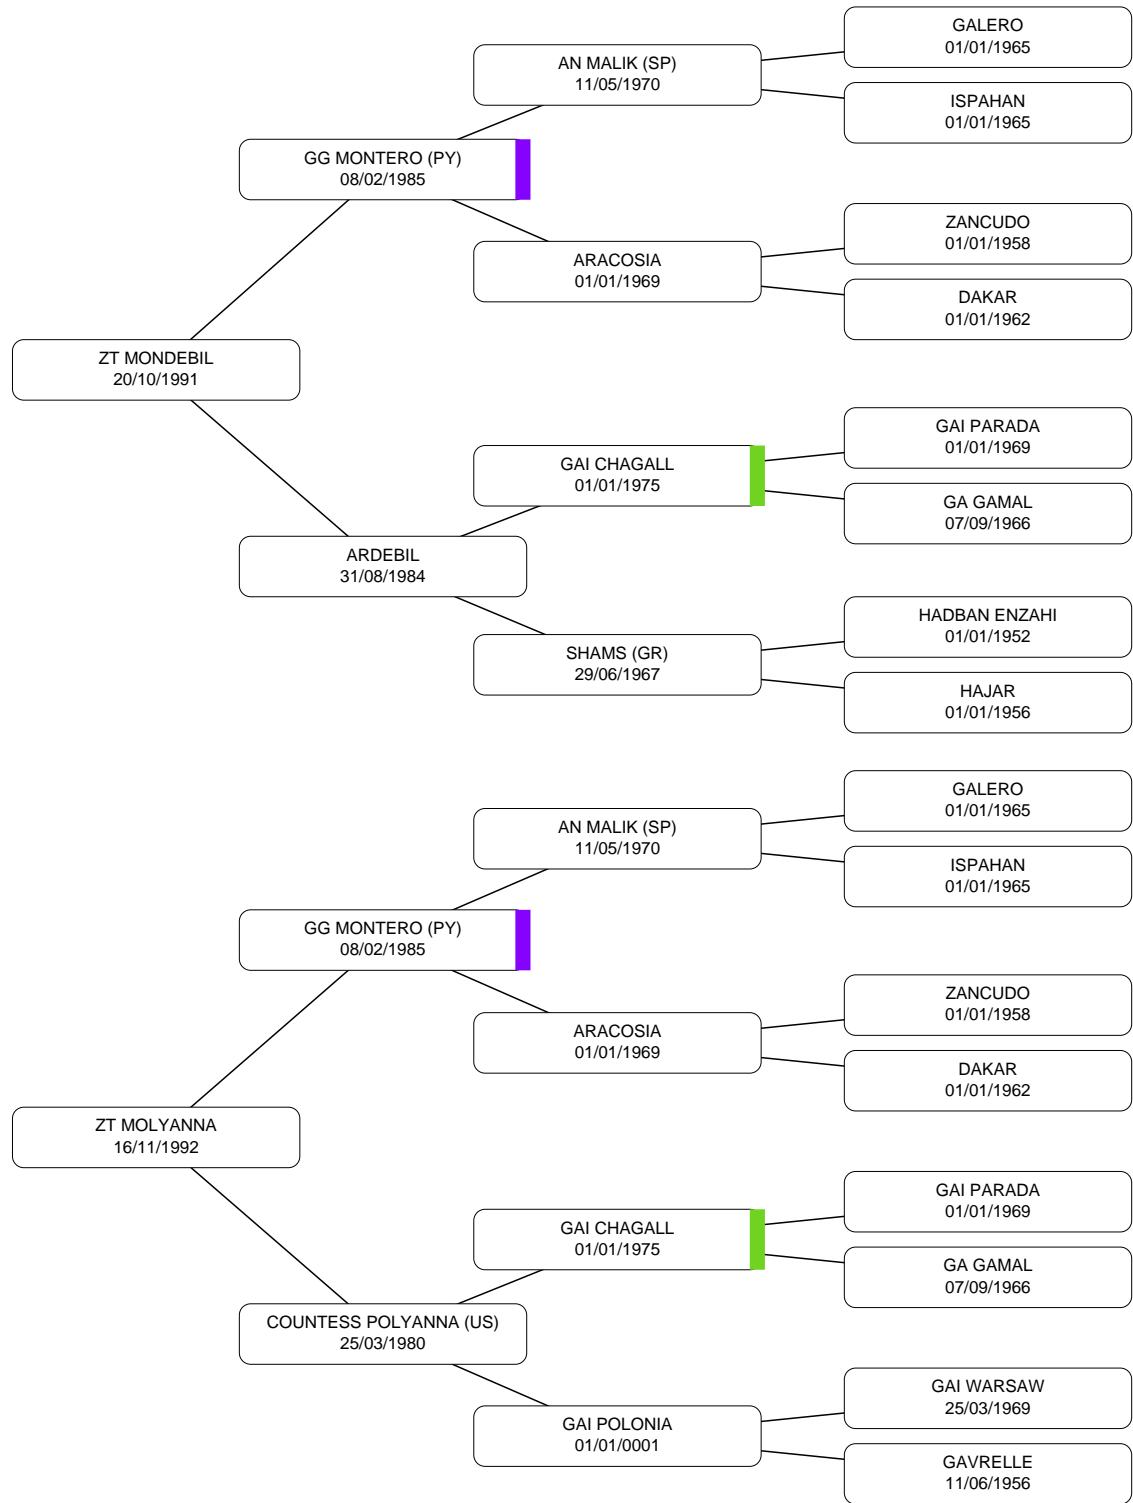 GALERO
01/01/1965
AN MALIK (SP)
11/05/1970
ISPAHAN
01/01/1965
GG MONTERO (PY)
08/02/1985
ZANCUDO
01/01/1958
ARACOSIA
01/01/1969
DAKAR
01/01/1962
ZT MONDEBIL
20/10/1991
GAI PARADA
01/01/1969
GAI CHAGALL
01/01/1975
GA GAMAL
07/09/1966
ARDEBIL
31/08/1984
HADBAN ENZAHI
01/01/1952
SHAMS (GR)
29/06/1967
HAJAR
01/01/1956
GALERO
01/01/1965
AN MALIK (SP)
11/05/1970
ISPAHAN
01/01/1965
GG MONTERO (PY)
08/02/1985
ZANCUDO
01/01/1958
ARACOSIA
01/01/1969
DAKAR
01/01/1962
ZT MOLYANNA
16/11/1992
GAI PARADA
01/01/1969
GAI CHAGALL
01/01/1975
GA GAMAL
07/09/1966
COUNTESS POLYANNA (US)
25/03/1980
GAI WARSAW
25/03/1969
GAI POLONIA
01/01/0001
GAVRELLE
11/06/1956